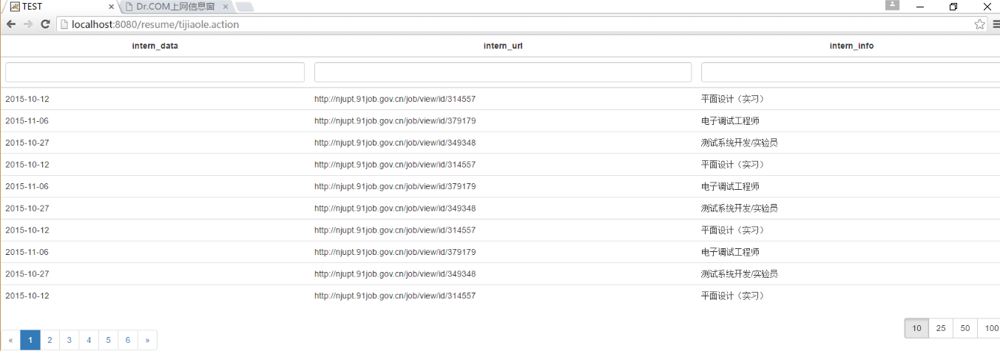 TEST
Dr.COM上网信息窗
localhost:8080/resume/tijiaole.action
intern_data intern_url intern_info
2015-10-12 http://njupt.91job.gov.cn/job/view/id/314557 平面设计（实习）
2015-11-06 http://njupt.91job.gov.cn/job/view/id/379179 电子调试工程师
2015-10-27 http://njupt.91job.gov.cn/job/view/id/349348 测试系统开发/实验员
2015-10-12 http://njupt.91job.gov.cn/job/view/id/314557 平面设计（实习）
2015-11-06 http://njupt.91job.gov.cn/job/view/id/379179 电子调试工程师
2015-10-27 http://njupt.91job.gov.cn/job/view/id/349348 测试系统开发/实验员
2015-10-12 http://njupt.91job.gov.cn/job/view/id/314557 平面设计（实习）
2015-11-06 http://njupt.91job.gov.cn/job/view/id/379179 电子调试工程师
2015-10-27 http://njupt.91job.gov.cn/job/view/id/349348 测试系统开发/实验员
2015-10-12 http://njupt.91job.gov.cn/job/view/id/314557 平面设计（实习）
10 25 50 100
« 1 2 3 4 5 6 »